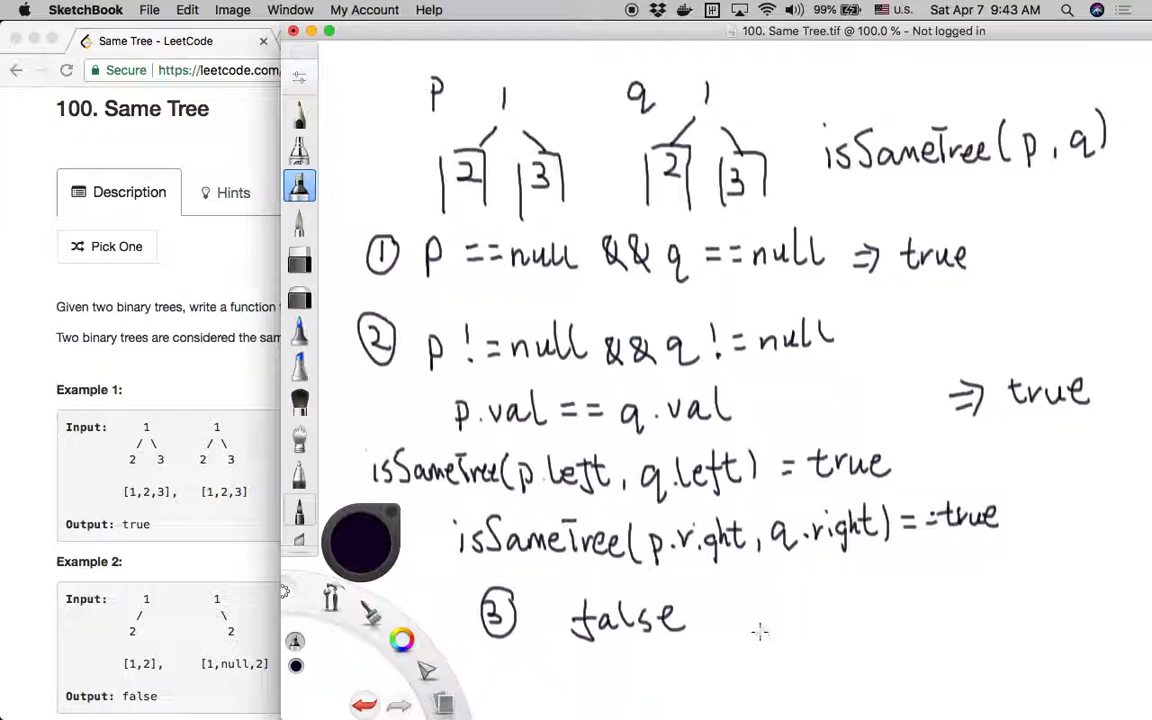 SketchBook File Edit Image Window My Account Help 99% U.S. Sat Apr 7 9:43 AM
Same Tree - LeetCode
100. Same Tree.tif @ 100.0 % - Not logged in
Secure https://leetcode.com
100. Same Tree
Description Hints
Pick One
Given two binary trees, write a function
Two binary trees are considered the sam
Example 1:
Input: 1 1
/ \ / \
2 3 2 3
[1,2,3], [1,2,3]
Output: true
Example 2:
Input: 1 1
/ \
2 2
[1,2], [1,null,2]
Output: false
p 1 q 1
2 3 2 3
isSameTree(p, q)
① p == null && q == null => true
② p != null && q != null
p.val == q.val => true
isSameTree(p.left, q.left) = true
isSameTree(p.right, q.right) == true
③ false